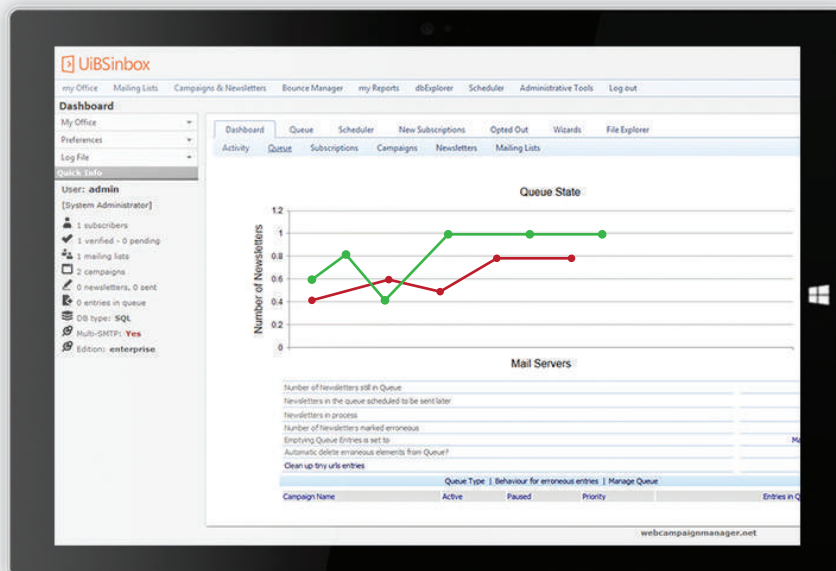 UiBSinbox
my Office Mailing Lists Campaigns & Newsletters Bounce Manager my Reports dbExplorer Scheduler Administrative Tools Log out
Dashboard
My Office
Preferences
Log File
Quick Info
User: admin
[System Administrator]
1 subscribers
1 verified - 0 pending
1 mailing lists
2 campaigns
0 newsletters, 0 sent
0 entries in queue
DB type: SQL
Multi-SMTP: Yes
Edition: enterprise
Dashboard Queue Scheduler New Subscriptions Opted Out Wizards File Explorer
Activity Queue Subscriptions Campaigns Newsletters Mailing Lists
Queue State
Number of Newsletters
1.2
1
0.8
0.6
0.4
0.2
0
Mail Servers
Number of Newsletters still in Queue
Newsletters in the queue scheduled to be sent later
Newsletters in process
Number of Newsletters marked erroneous
Emptying Queue Entries is set to Ma
Automatic delete erroneous elements from Queue?
Clean up tiny urls entries
Queue Type | Behaviour for erroneous entries | Manage Queue
Campaign Name Active Paused Priority Entries in Q
webcampaignmanager.net